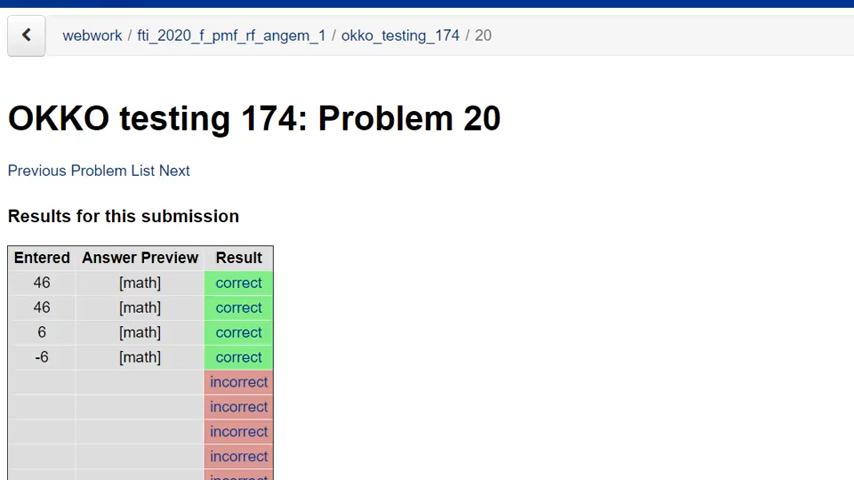 webwork / fti_2020_f_pmf_rf_angem_1 / okko_testing_174 / 20
OKKO testing 174: Problem 20
Previous Problem List Next
Results for this submission
Entered Answer Preview Result
46 [math] correct
46 [math] correct
6 [math] correct
-6 [math] correct
incorrect
incorrect
incorrect
incorrect
incorrect